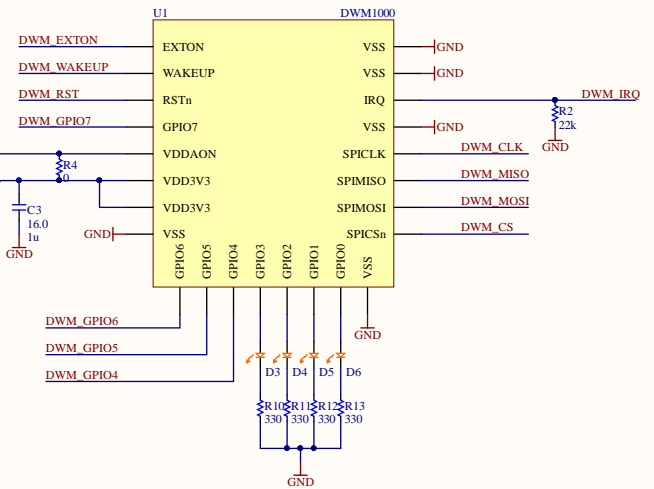 U1 DWM1000
DWM_EXTON EXTON VSS GND
DWM_WAKEUP WAKEUP VSS GND
DWM_RST RSTn IRQ DWM_IRQ
R2
22k
GND
DWM_GPIO7 GPIO7 VSS GND
VDDAON SPICLK DWM_CLK
R4
0
VDD3V3 SPIMISO DWM_MISO
VDD3V3 SPIMOSI DWM_MOSI
C3
16.0
1u
GND
GND VSS SPICSn DWM_CS
GPIO6 GPIO5 GPIO4 GPIO3 GPIO2 GPIO1 GPIO0 VSS
GND
DWM_GPIO6
DWM_GPIO5
DWM_GPIO4
D3 D4 D5 D6
R10 R11 R12 R13
330 330 330 330
GND